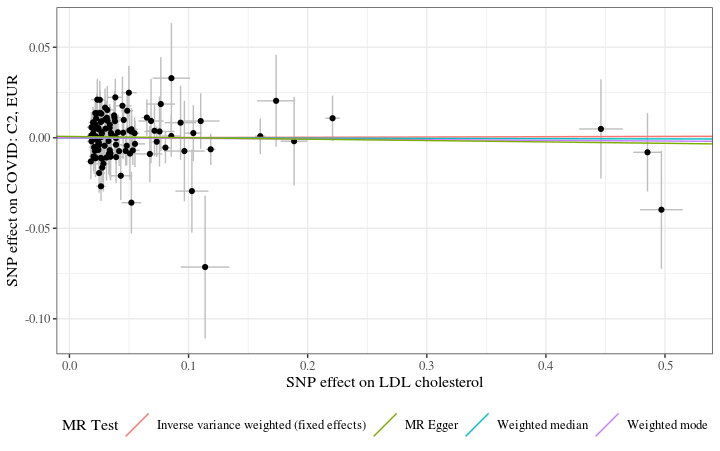 0.05
0.00
-0.05
-0.10
SNP effect on COVID: C2, EUR
0.0 0.1 0.2 0.3 0.4 0.5
SNP effect on LDL cholesterol
MR Test Inverse variance weighted (fixed effects) MR Egger Weighted median Weighted mode